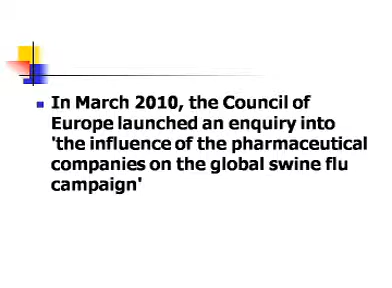 In March 2010, the Council of
Europe launched an enquiry into
'the influence of the pharmaceutical
companies on the global swine flu
campaign'